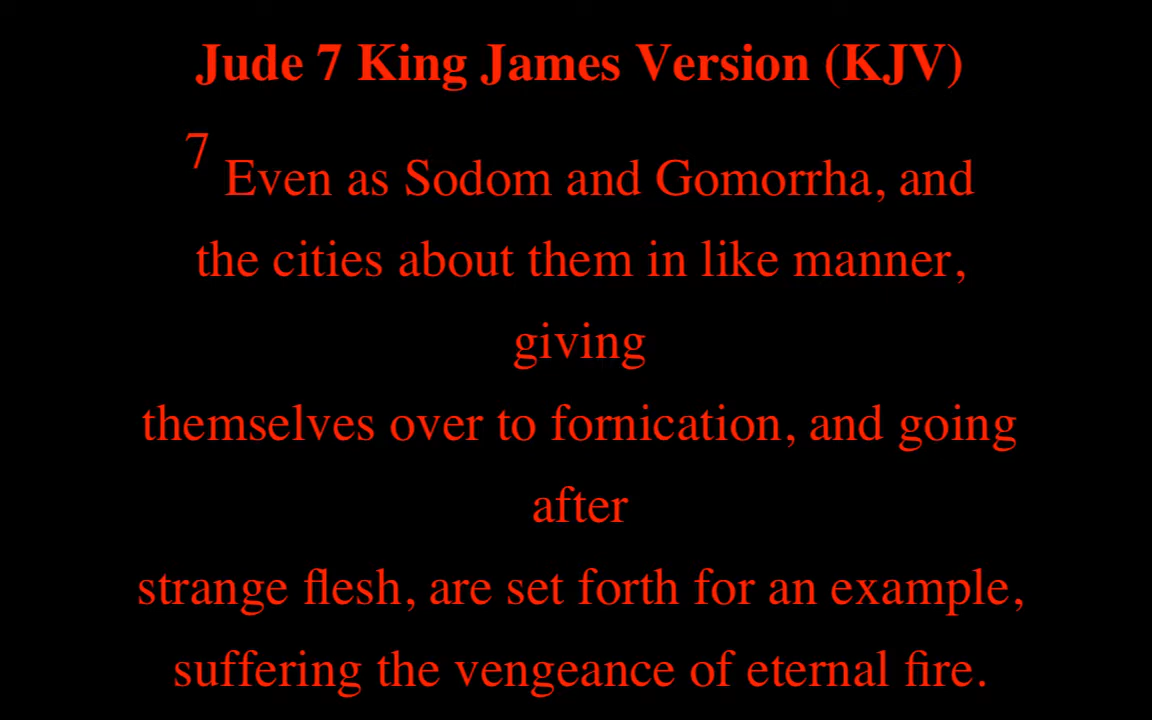 Jude 7 King James Version (KJV)
7 Even as Sodom and Gomorrha, and
the cities about them in like manner,
giving
themselves over to fornication, and going
after
strange flesh, are set forth for an example,
suffering the vengeance of eternal fire.